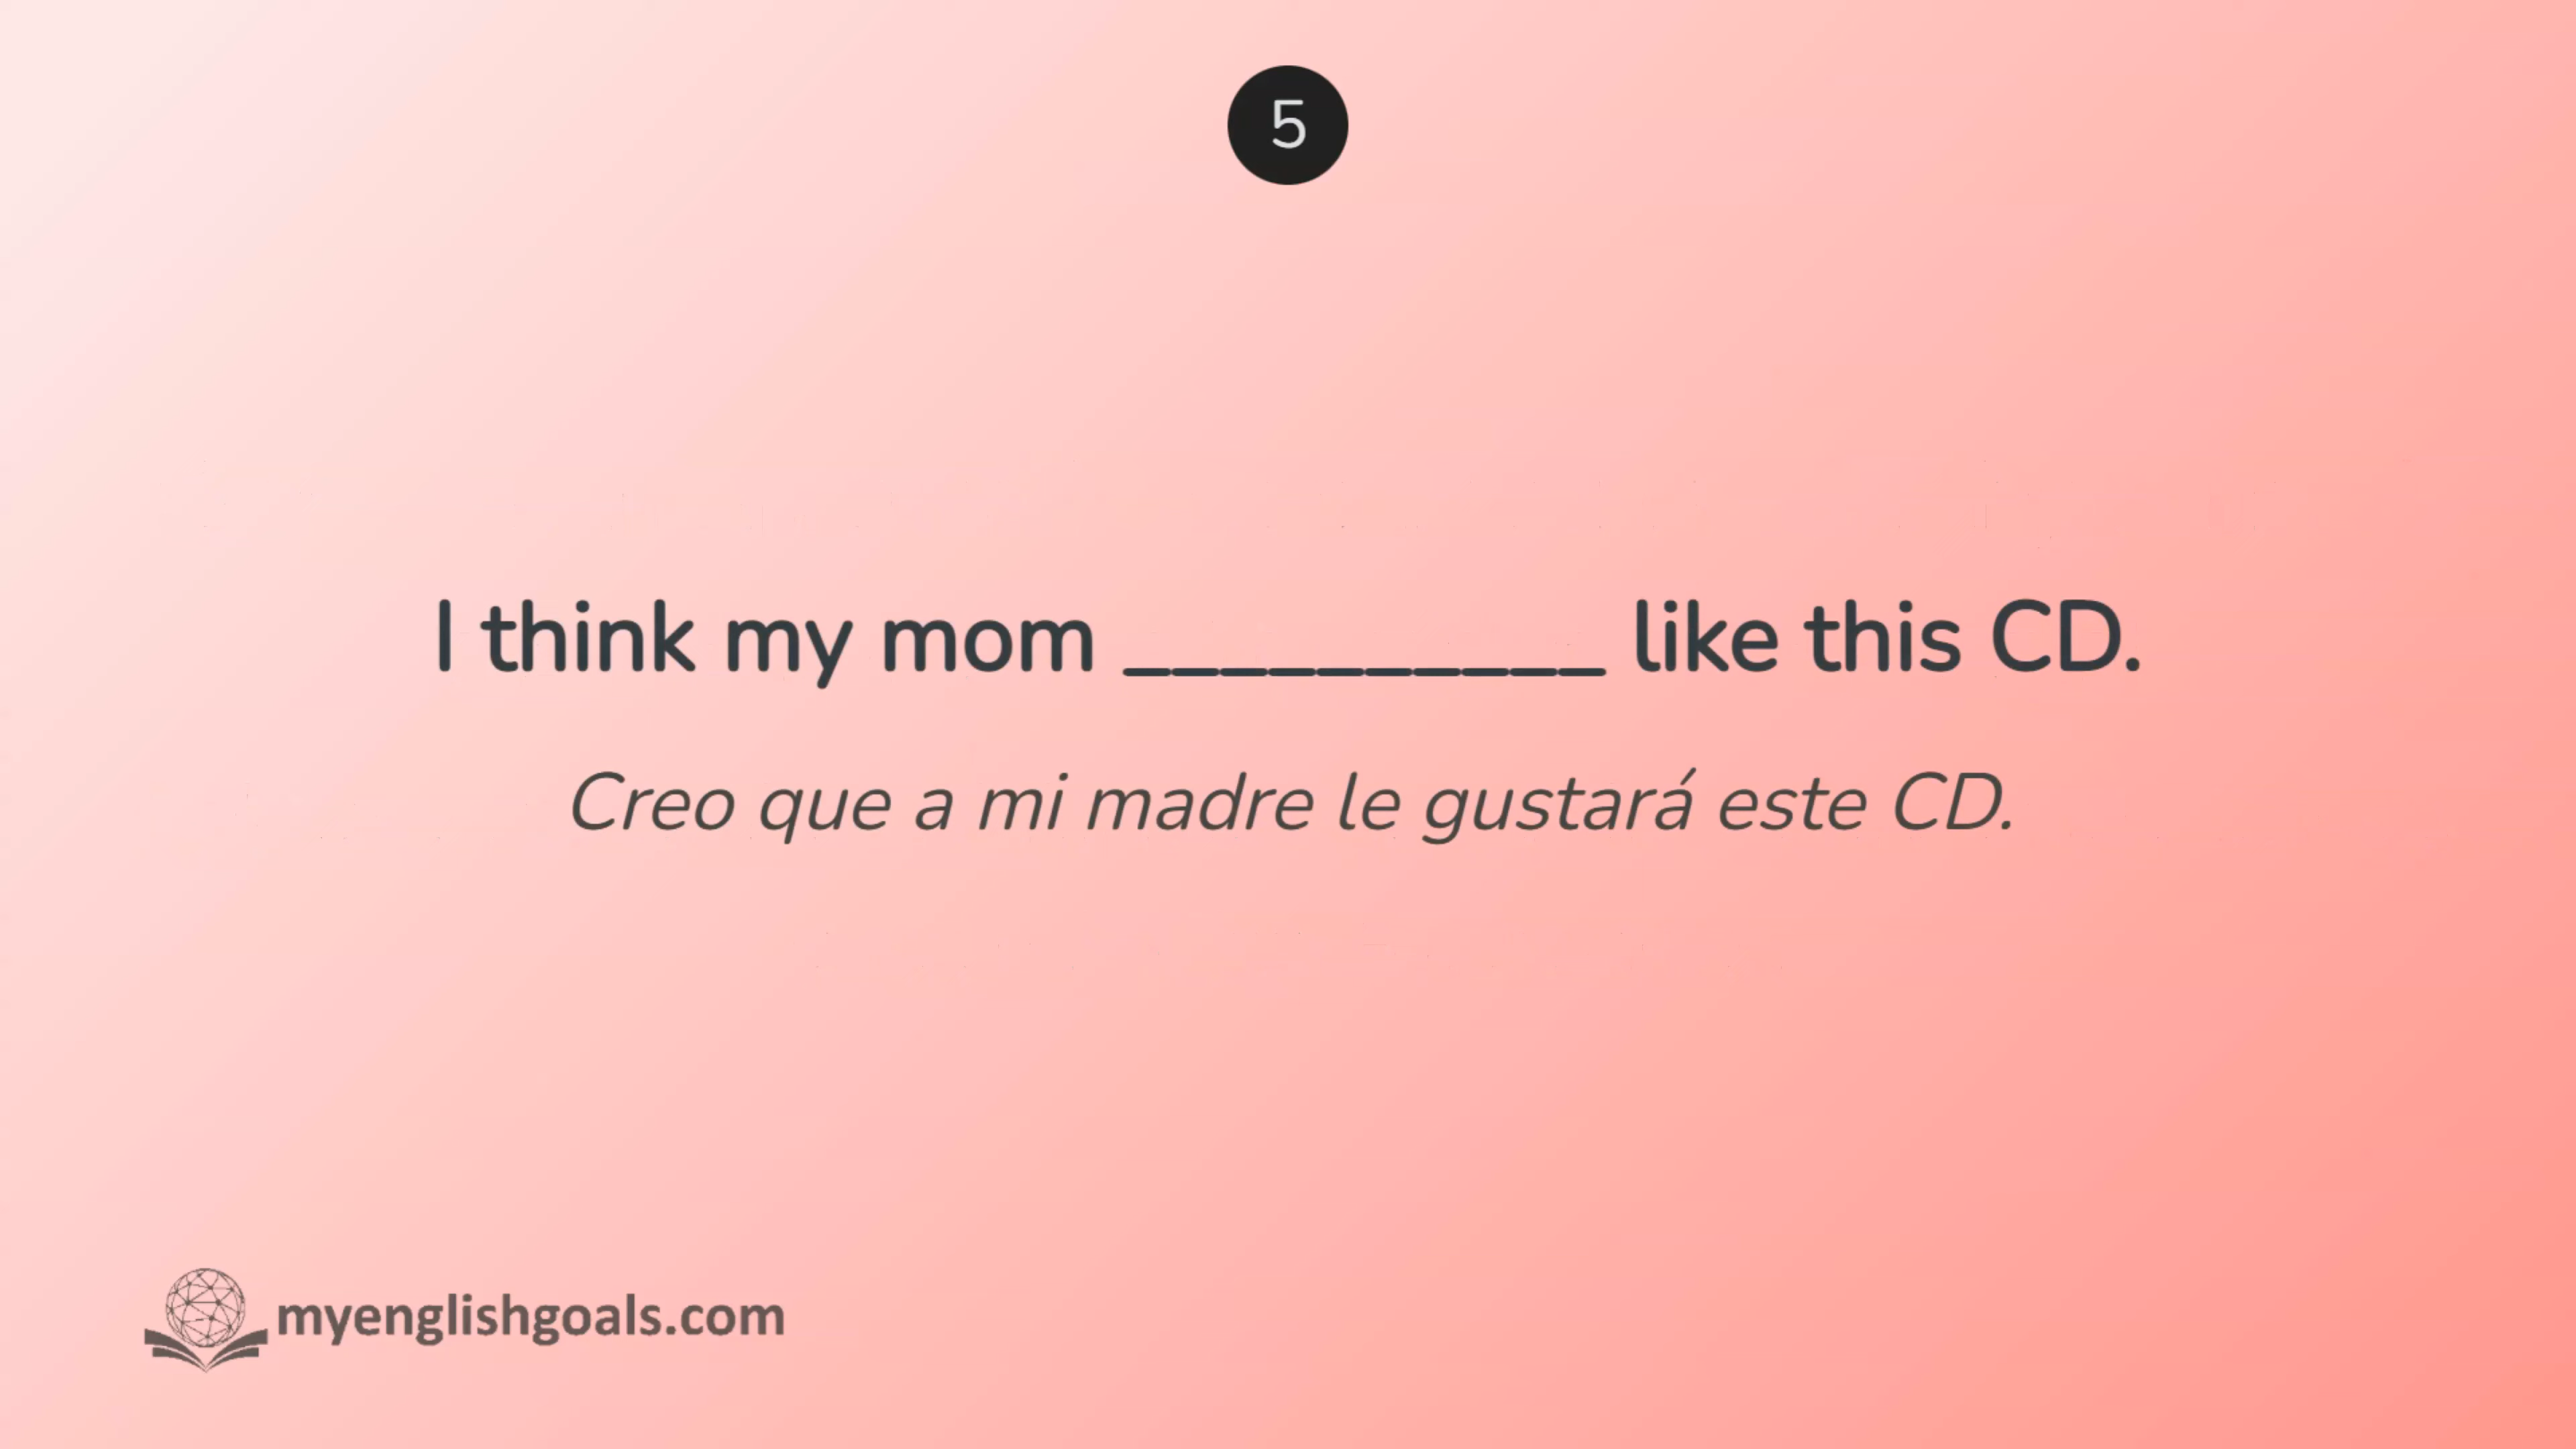 5
I think my mom __________ like this CD.
Creo que a mi madre le gustará este CD.
myenglishgoals.com